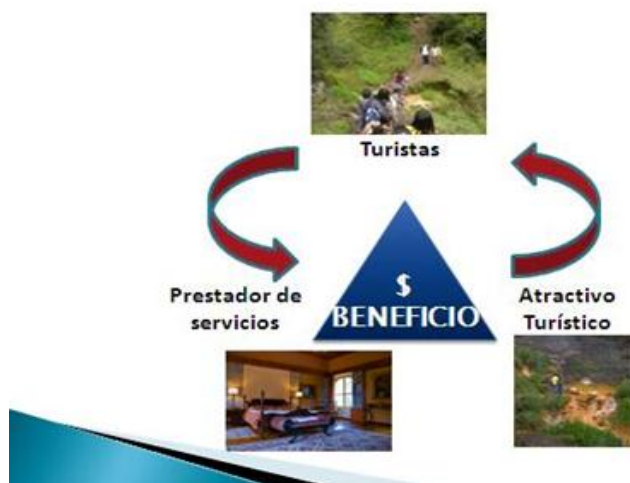 Turistas
Prestador de
servicios
$
BENEFICIO
Atractivo
Turístico